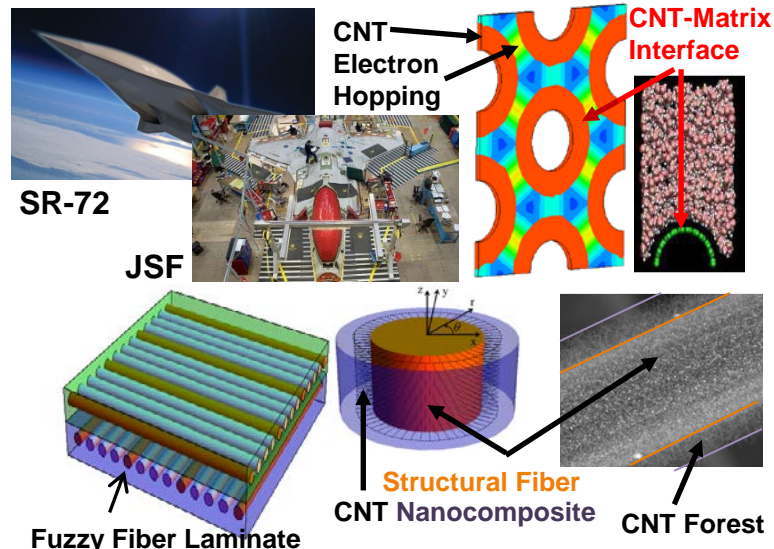 CNT
Electron
Hopping
CNT-Matrix
Interface
SR-72
JSF
z
y
r
θ
x
Structural Fiber
CNT Nanocomposite
Fuzzy Fiber Laminate
CNT Forest